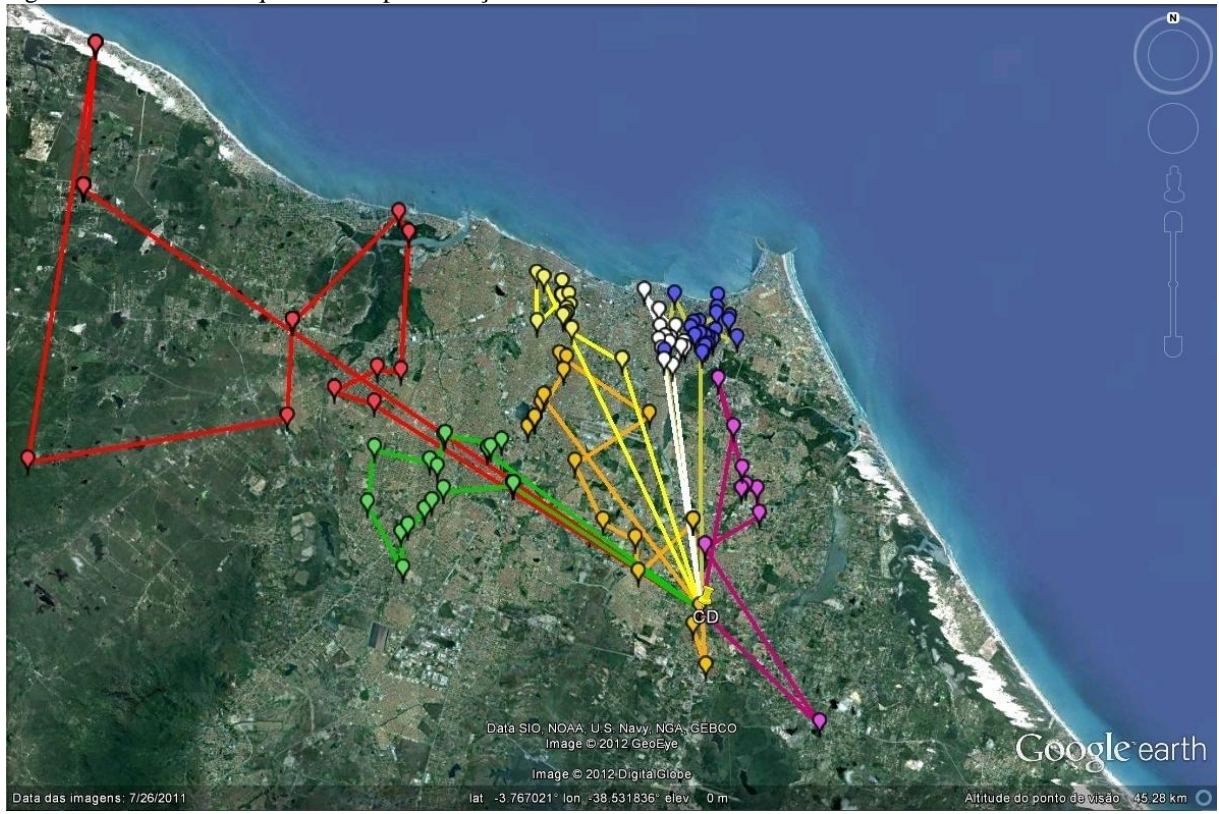 N
CD
Data SIO, NOAA, U.S. Navy, NGA, GEBCO
Image © 2012 GeoEye
Image © 2012 DigitalGlobe
Google earth
Data das imagens: 7/26/2011 lat -3.767021° lon -38.531836° elev 0 m Altitude do ponto de visão 45.28 km